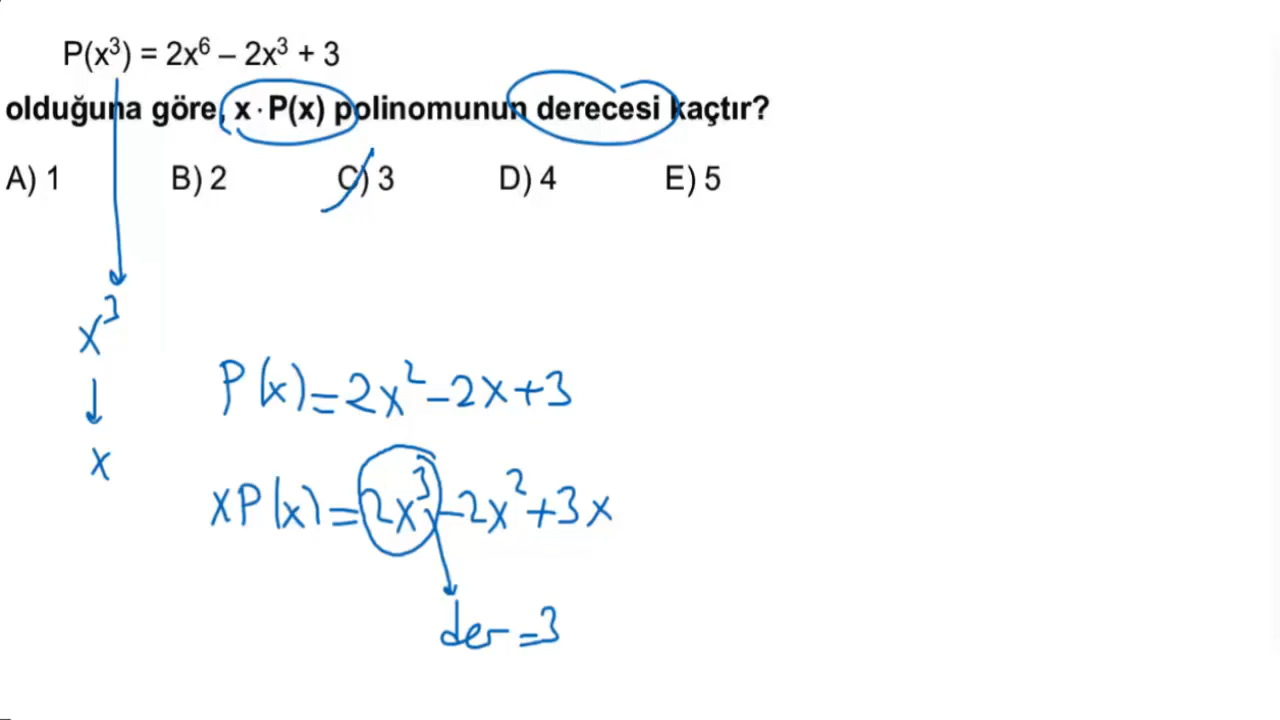 P(x³) = 2x⁶ – 2x³ + 3
olduğuna göre, x · P(x) polinomunun derecesi kaçtır?
A) 1 B) 2 C) 3 D) 4 E) 5
x³
↓
x
P(x) = 2x² – 2x + 3
xP(x) = 2x³ – 2x² + 3x
der = 3